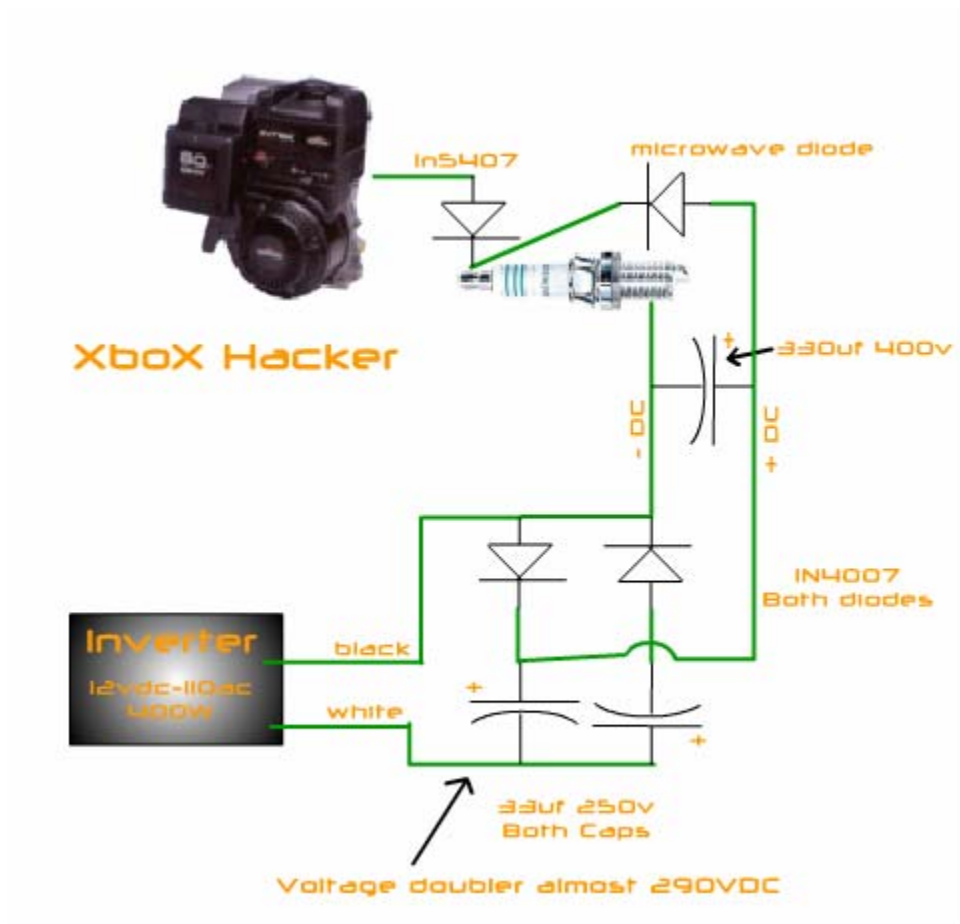 in5407
microwave diode
XboX Hacker
+
330uf 400v
- DC
DC +
1N4007
Both diodes
Inverter
12vdc-110ac
400W
black
white
+
+
33uf 250v
Both Caps
Voltage doubler almost 290VDC